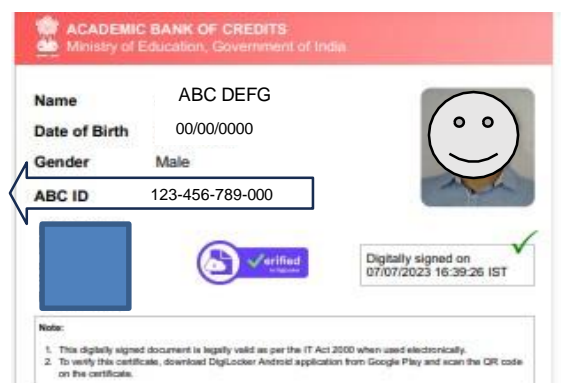 ACADEMIC BANK OF CREDITS
Ministry of Education, Government of India
Name ABC DEFG
Date of Birth 00/00/0000
Gender Male
ABC ID 123-456-789-000
Verified
Digitally signed on
07/07/2023 16:39:26 IST
Note:
1. This digitally signed document is legally valid as per the IT Act 2000 when used electronically.
2. To verify this certificate, download DigiLocker Android application from Google Play and scan the QR code
on the certificate.